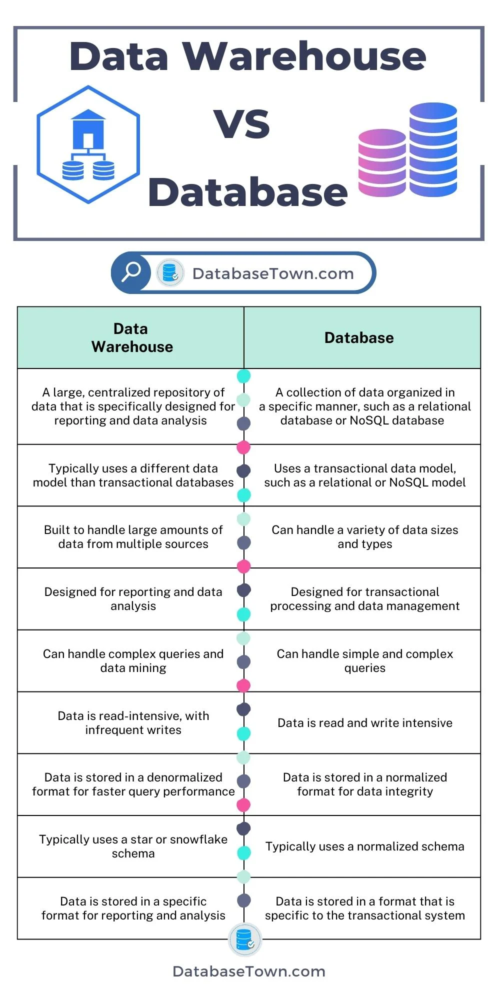 Data Warehouse
VS
Database
DatabaseTown.com
Data
Warehouse
Database
A large, centralized repository of
data that is specifically designed for
reporting and data analysis
A collection of data organized in
a specific manner, such as a relational
database or NoSQL database
Typically uses a different data
model than transactional databases
Uses a transactional data model,
such as a relational or NoSQL model
Built to handle large amounts of
data from multiple sources
Can handle a variety of data sizes
and types
Designed for reporting and data
analysis
Designed for transactional
processing and data management
Can handle complex queries and
data mining
Can handle simple and complex
queries
Data is read-intensive, with
infrequent writes
Data is read and write intensive
Data is stored in a denormalized
format for faster query performance
Data is stored in a normalized
format for data integrity
Typically uses a star or snowflake
schema
Typically uses a normalized schema
Data is stored in a specific
format for reporting and analysis
Data is stored in a format that is
specific to the transactional system
DatabaseTown.com